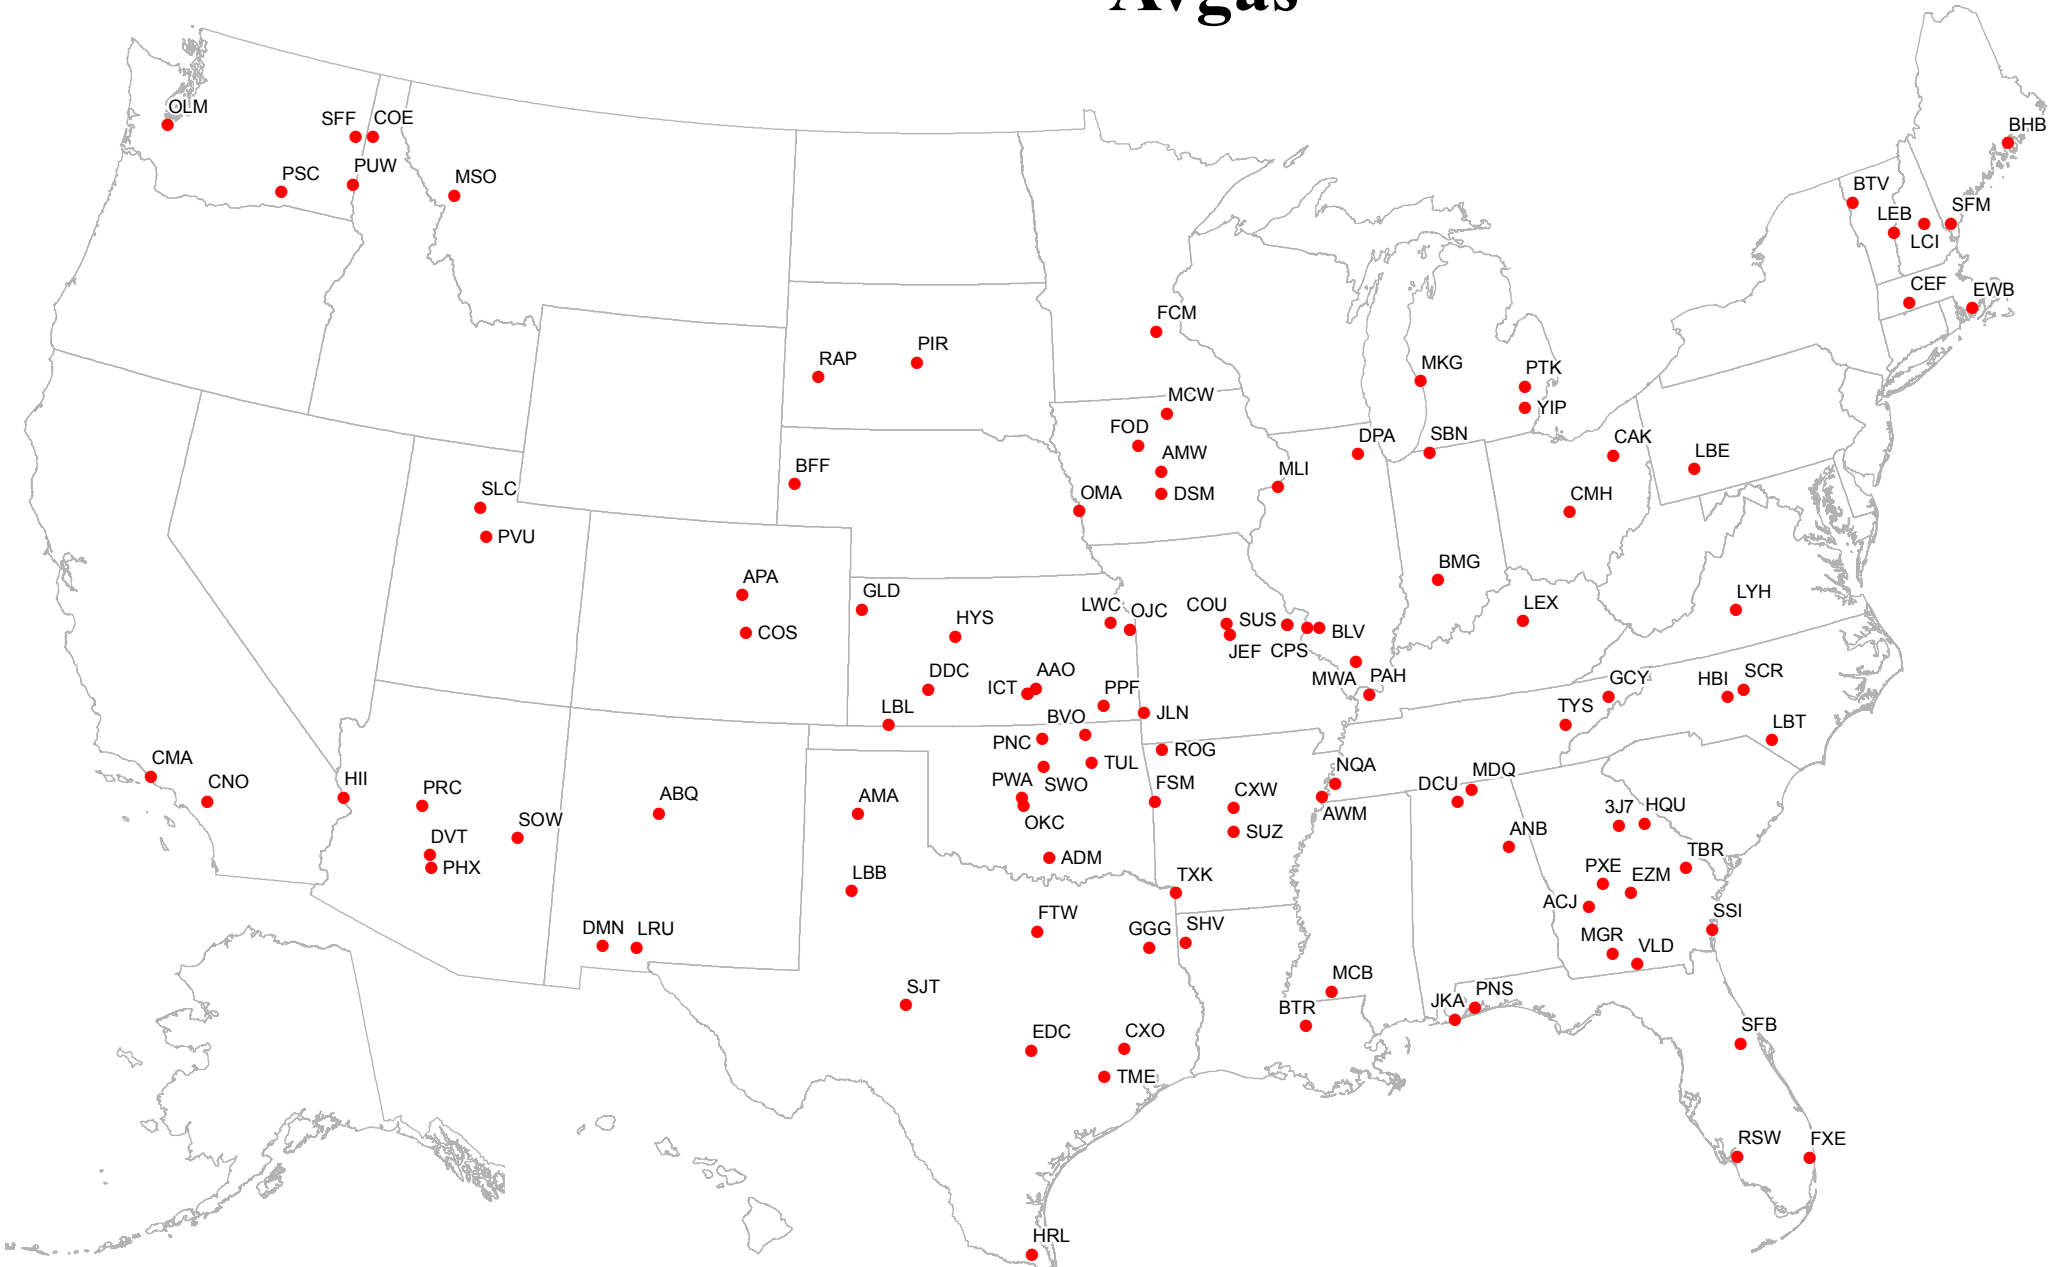 Avgas
OLM
SFF
COE
BHB
PSC
PUW
MSO
BTV
LEB
SFM
LCI
CEF
EWB
FCM
RAP
PIR
MKG
PTK
MCW
YIP
FOD
DPA
SBN
CAK
AMW
LBE
BFF
MLI
SLC
OMA
DSM
CMH
PVU
APA
BMG
GLD
LYH
COS
HYS
LWC
OJC
COU
SUS
BLV
LEX
JEF
CPS
DDC
ICT
AAO
PPF
MWA
PAH
GCY
HBI
SCR
LBL
BVO
JLN
TYS
LBT
PNC
ROG
CMA
CNO
HII
TUL
NQA
PRC
PWA
SWO
FSM
DCU
MDQ
ABQ
AMA
CXW
AWM
3J7
HQU
SOW
OKC
SUZ
ANB
DVT
PHX
ADM
TBR
LBB
TXK
PXE
EZM
ACJ
SSI
DMN
LRU
FTW
GGG
SHV
MGR
VLD
SJT
MCB
JKA
PNS
BTR
EDC
CXO
SFB
TME
RSW
FXE
HRL